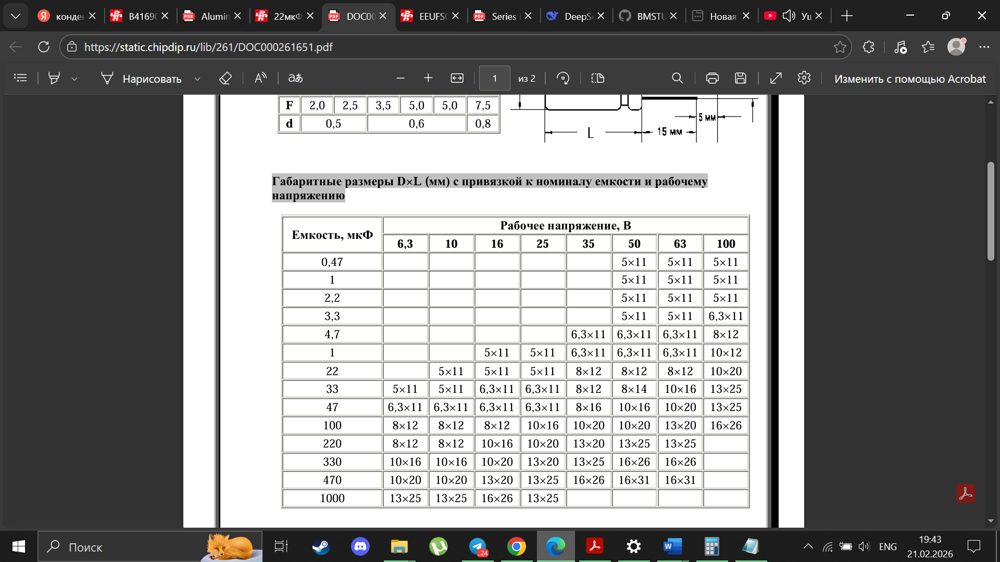 конден
B4169(
Alumin
22мкФ,
DOC00
EEUFS(
Series i
DeepSe
BMSTU
Новая
https://static.chipdip.ru/lib/261/DOC000261651.pdf
Нарисовать
1 из 2
Изменить с помощью Acrobat
F 2,0 2,5 3,5 5,0 5,0 7,5
d 0,5 0,6 0,8
5 мм
L 15 мм
Габаритные размеры D×L (мм) с привязкой к номиналу емкости и рабочему
напряжению
Емкость, мкФ Рабочее напряжение, В
6,3 10 16 25 35 50 63 100
0,47 5×11 5×11 5×11
1 5×11 5×11 5×11
2,2 5×11 5×11 5×11
3,3 5×11 5×11 6,3×11
4,7 6,3×11 6,3×11 6,3×11 8×12
1 5×11 5×11 6,3×11 6,3×11 6,3×11 10×12
22 5×11 5×11 5×11 8×12 8×12 8×12 10×20
33 5×11 5×11 6,3×11 6,3×11 8×12 8×14 10×16 13×25
47 6,3×11 6,3×11 6,3×11 6,3×11 8×16 10×16 10×20 13×25
100 8×12 8×12 8×12 10×16 10×20 10×20 13×20 16×26
220 8×12 8×12 10×16 10×20 13×20 13×25 13×25
330 10×16 10×16 10×20 13×20 13×25 16×26 16×26
470 10×20 10×20 13×20 13×25 16×26 16×31 16×31
1000 13×25 13×25 16×26 13×25
Поиск
..24
ENG
19:43
21.02.2026